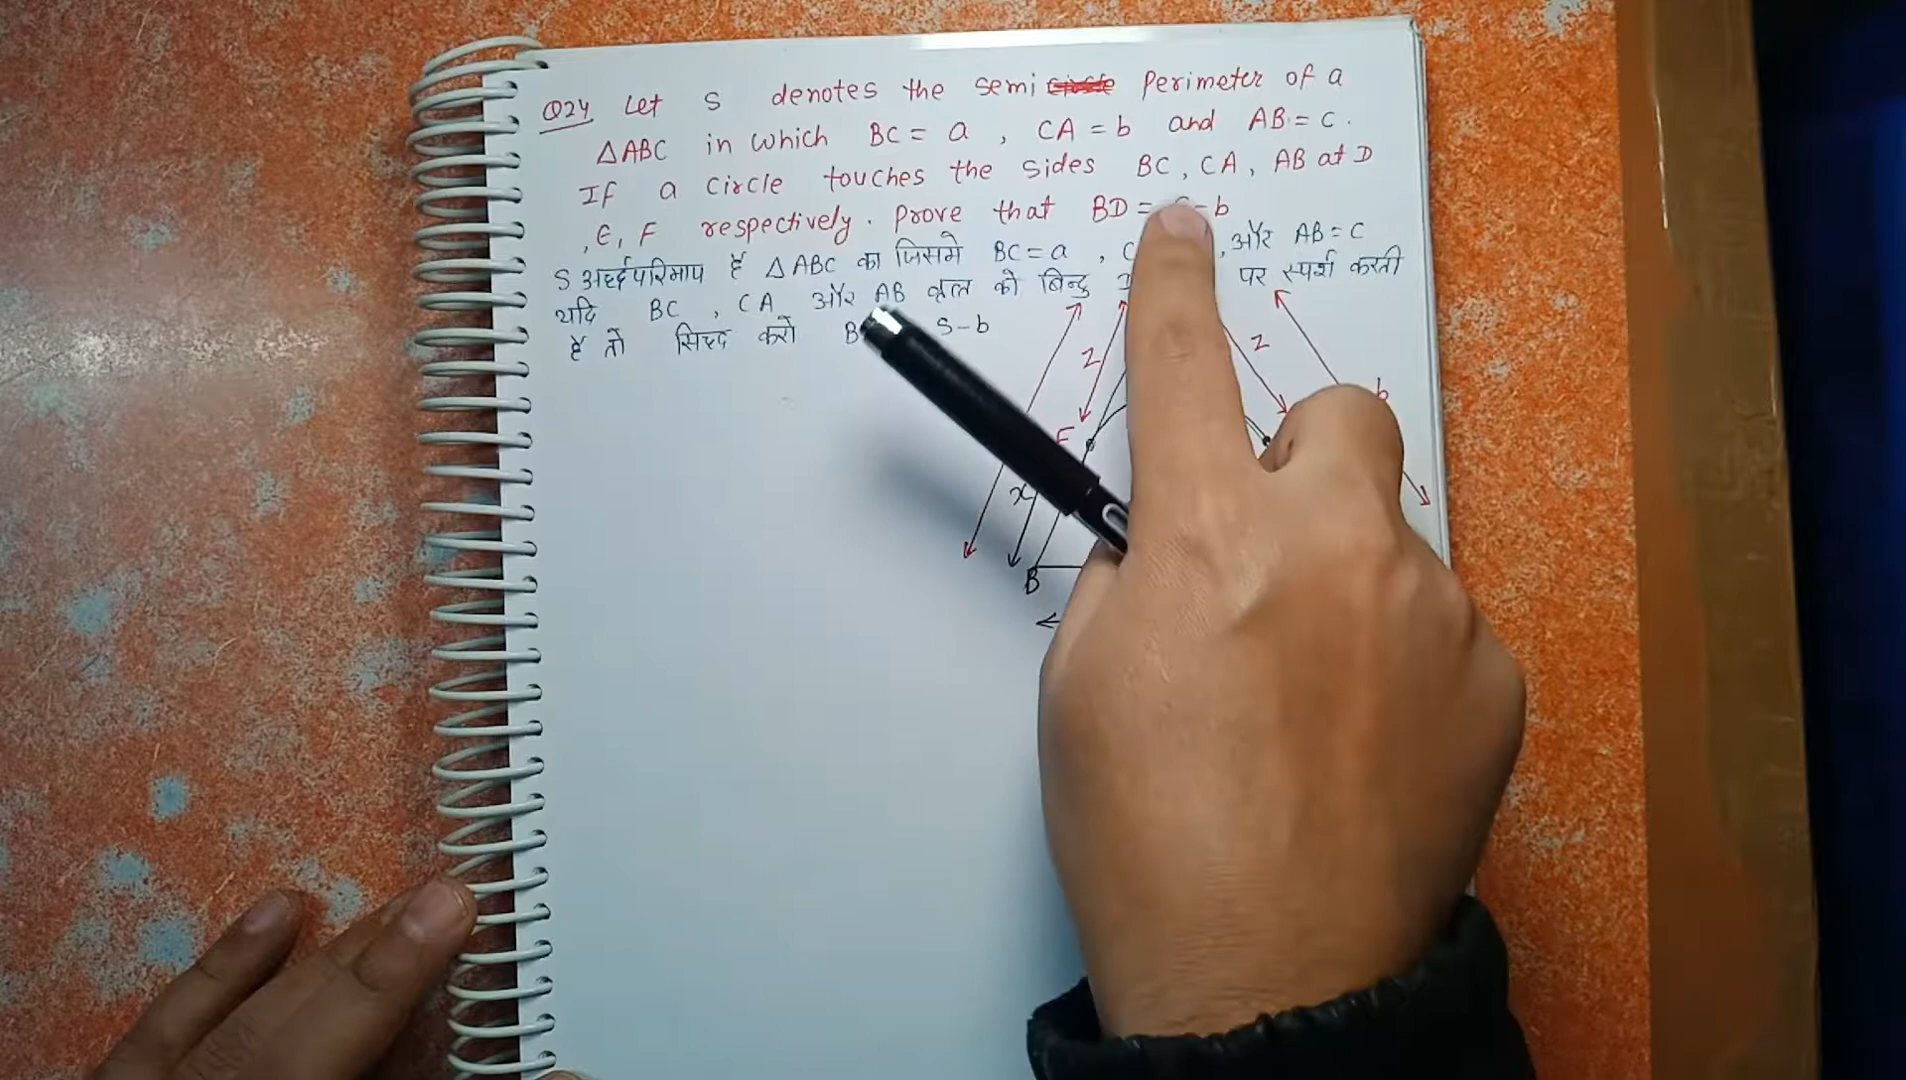 Q24 Let S denotes the semi perimeter of a
△ABC in which BC = a , CA = b and AB = C .
If a Circle touches the Sides BC , CA , AB at D
, E, F respectively. Prove that BD = - b
S अर्द्धपरिमाप हैं △ ABC का जिसमे BC = a , C , और AB = C
यदि BC , CA और AB वृत्त को बिन्दु पर स्पर्श करती
हैं तो सिद्ध करो B S - b
Z
Z
b
F
x
B